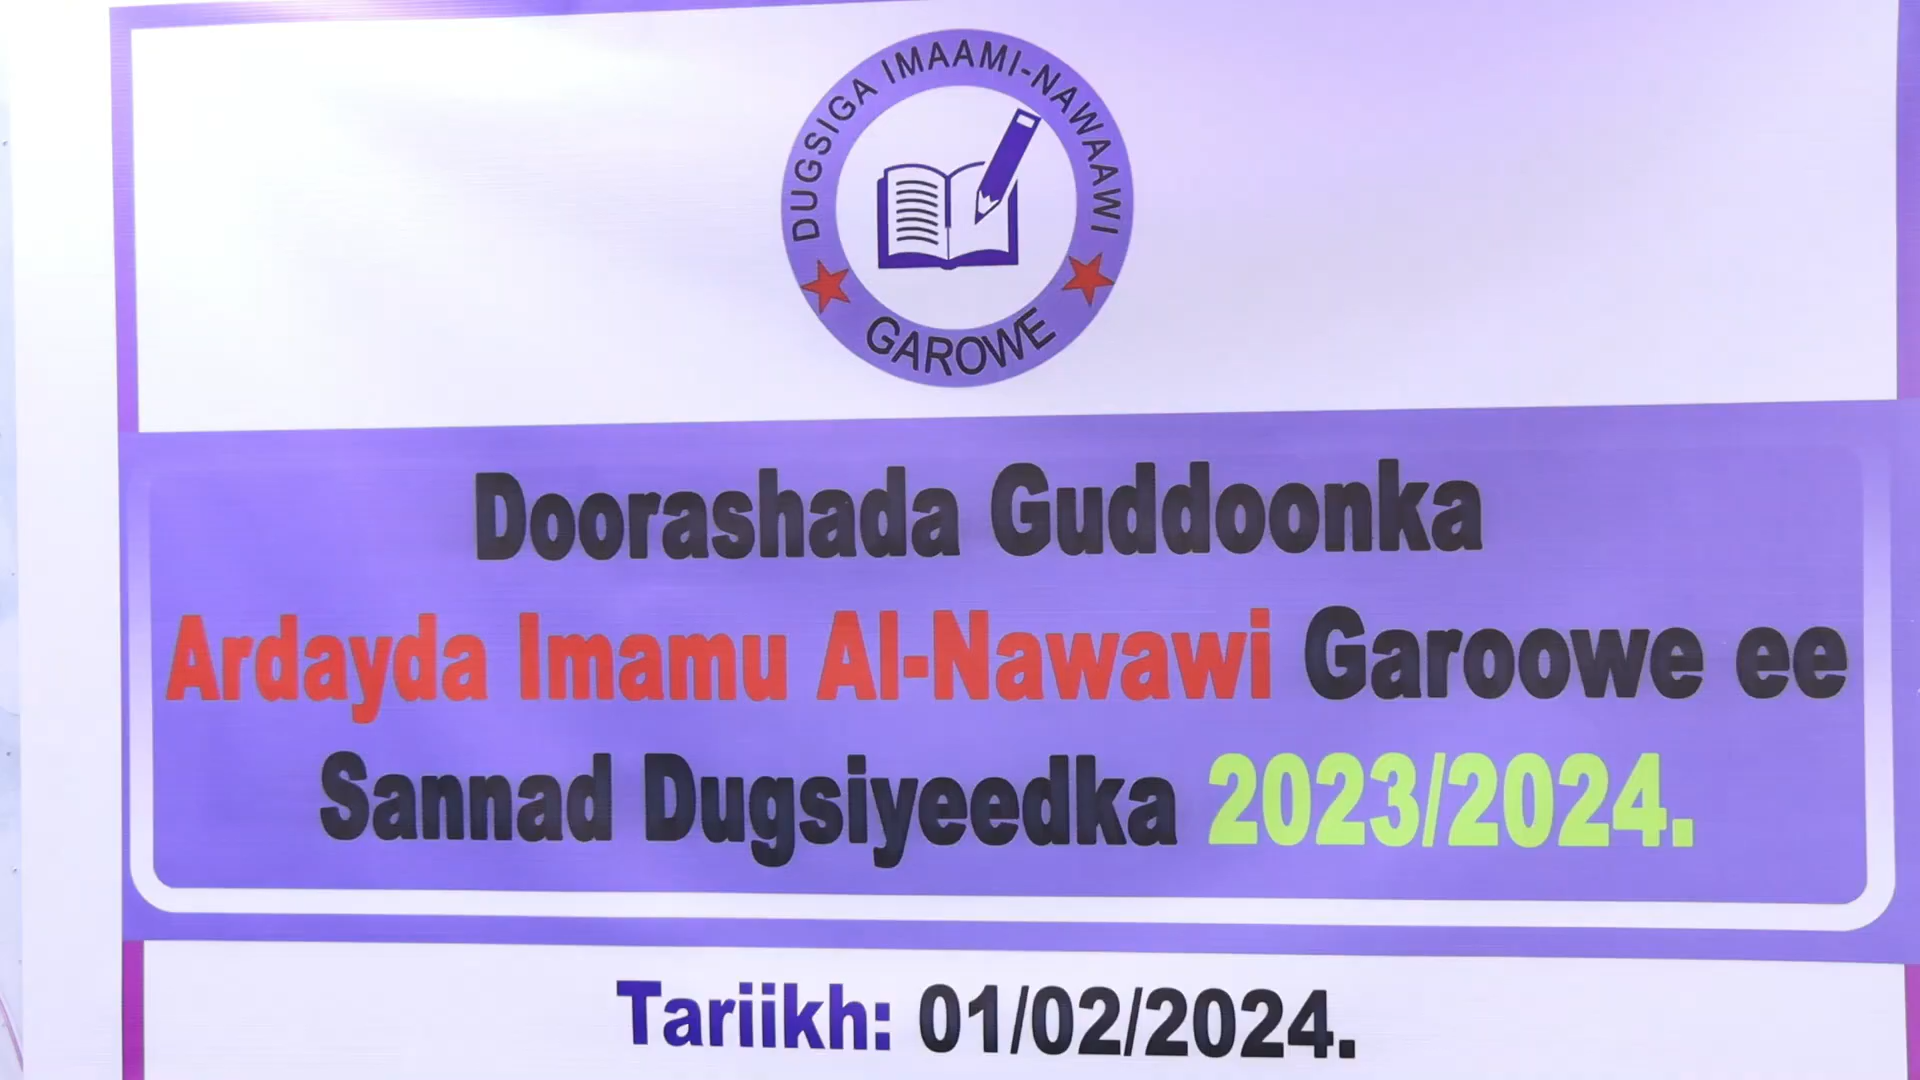 DUGSIGA IMAAMI-NAWAAWI
GAROWE
Doorashada Guddoonka
Ardayda Imamu Al-Nawawi Garoowe ee
Sannad Dugsiyeedka 2023/2024.
Tariikh: 01/02/2024.